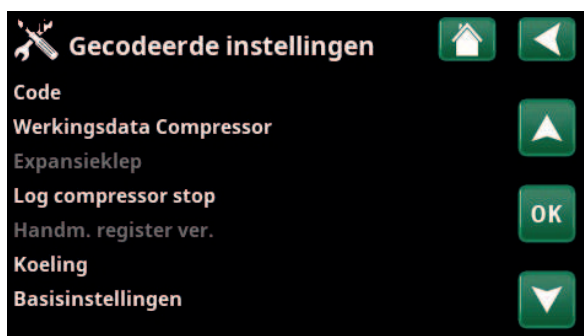 Gecodeerde instellingen
Code
Werkingsdata Compressor
Expansieklep
Log compressor stop
OK
Handm. register ver.
Koeling
Basisinstellingen